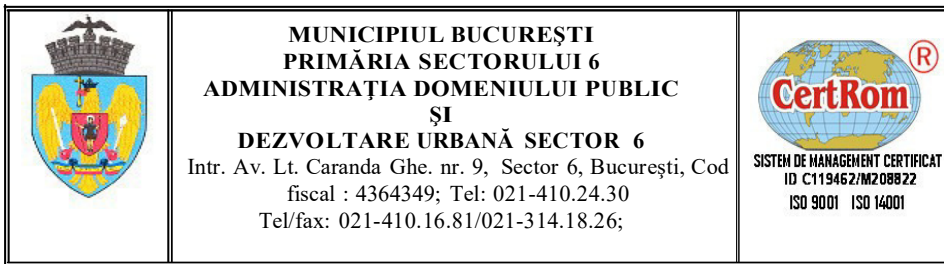 MUNICIPIUL BUCUREŞTI
PRIMĂRIA SECTORULUI 6
ADMINISTRAŢIA DOMENIULUI PUBLIC
ŞI
DEZVOLTARE URBANĂ SECTOR 6
Intr. Av. Lt. Caranda Ghe. nr. 9, Sector 6, Bucureşti, Cod
fiscal : 4364349; Tel: 021-410.24.30
Tel/fax: 021-410.16.81/021-314.18.26;
®
CertRom
SISTEM DE MANAGEMENT CERTIFICAT
ID C119462/M208822
ISO 9001 ISO 14001